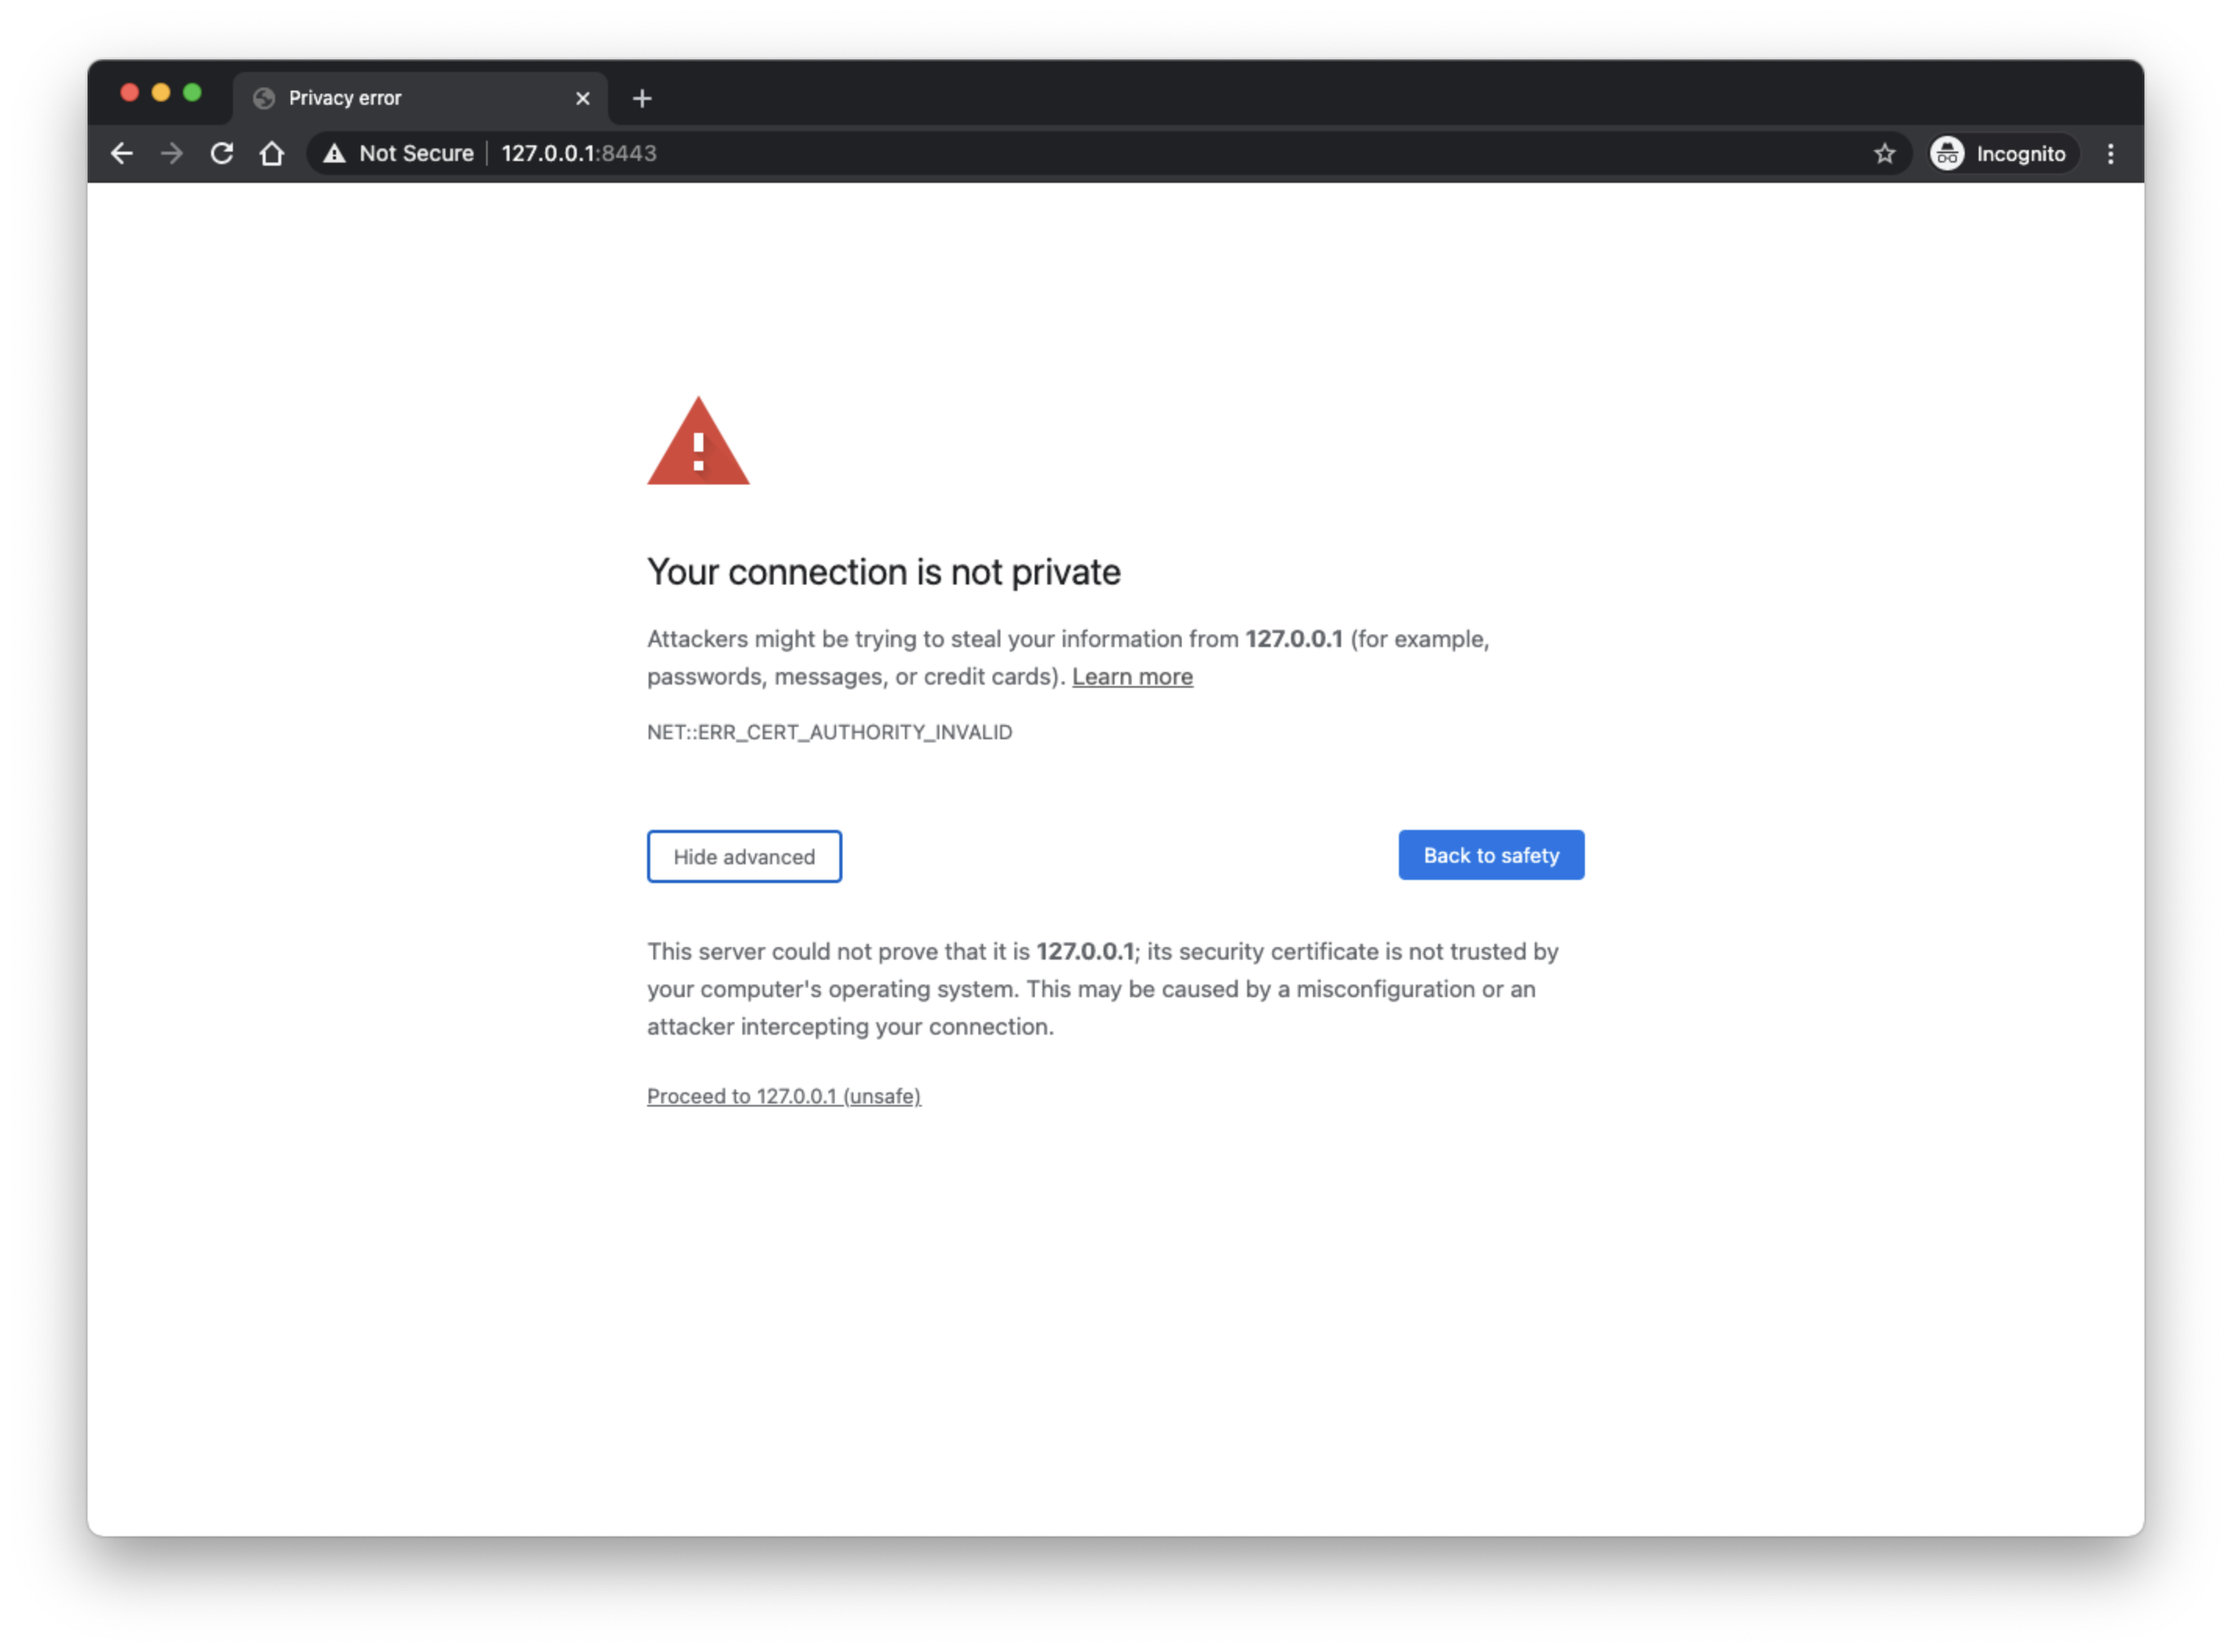 Privacy error
Not Secure 127.0.0.1:8443 Incognito
Your connection is not private
Attackers might be trying to steal your information from 127.0.0.1 (for example,
passwords, messages, or credit cards). Learn more
NET::ERR_CERT_AUTHORITY_INVALID
Hide advanced Back to safety
This server could not prove that it is 127.0.0.1; its security certificate is not trusted by
your computer's operating system. This may be caused by a misconfiguration or an
attacker intercepting your connection.
Proceed to 127.0.0.1 (unsafe)